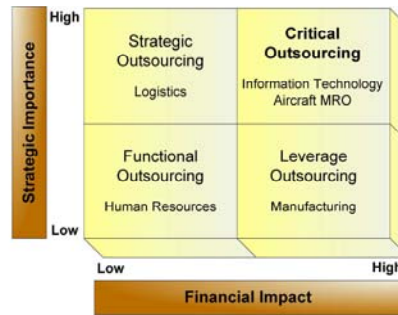 Strategic Importance
High
Low
Strategic
Outsourcing
Logistics
Critical
Outsourcing
Information Technology
Aircraft MRO
Functional
Outsourcing
Human Resources
Leverage
Outsourcing
Manufacturing
Low
High
Financial Impact